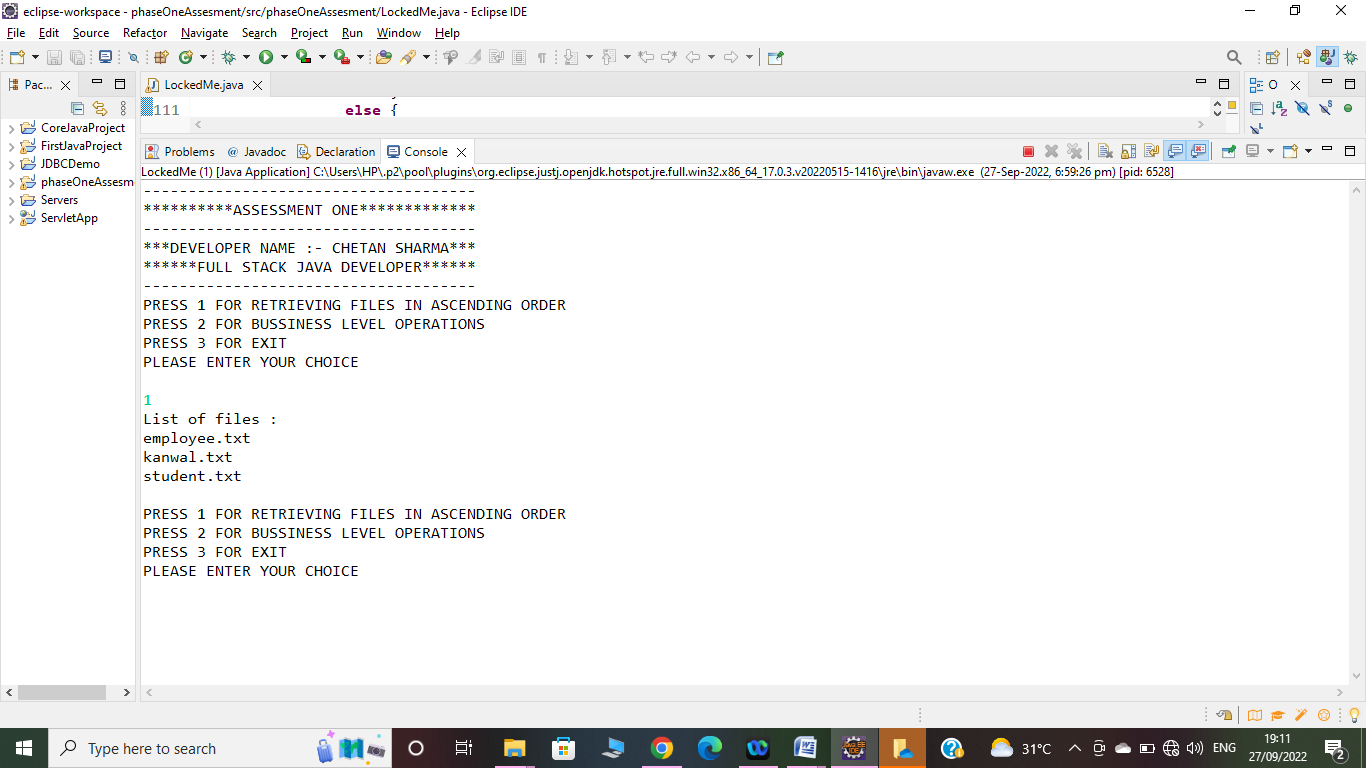 eclipse-workspace - phaseOneAssesment/src/phaseOneAssesment/LockedMe.java - Eclipse IDE
File Edit Source Refactor Navigate Search Project Run Window Help
Pac...
LockedMe.java
O
111 else {
CoreJavaProject
FirstJavaProject
JDBCDemo
phaseOneAssesm
Servers
ServletApp
Problems @ Javadoc Declaration Console
LockedMe (1) [Java Application] C:\Users\HP\.p2\pool\plugins\org.eclipse.justj.openjdk.hotspot.jre.full.win32.x86_64_17.0.3.v20220515-1416\jre\bin\javaw.exe (27-Sep-2022, 6:59:26 pm) [pid: 6528]
-------------------------------------
**********ASSESSMENT ONE*************
-------------------------------------
***DEVELOPER NAME :- CHETAN SHARMA***
******FULL STACK JAVA DEVELOPER******
-------------------------------------
PRESS 1 FOR RETRIEVING FILES IN ASCENDING ORDER
PRESS 2 FOR BUSSINESS LEVEL OPERATIONS
PRESS 3 FOR EXIT
PLEASE ENTER YOUR CHOICE
1
List of files :
employee.txt
kanwal.txt
student.txt
PRESS 1 FOR RETRIEVING FILES IN ASCENDING ORDER
PRESS 2 FOR BUSSINESS LEVEL OPERATIONS
PRESS 3 FOR EXIT
PLEASE ENTER YOUR CHOICE
Type here to search
31°C
ENG
19:11
27/09/2022
2